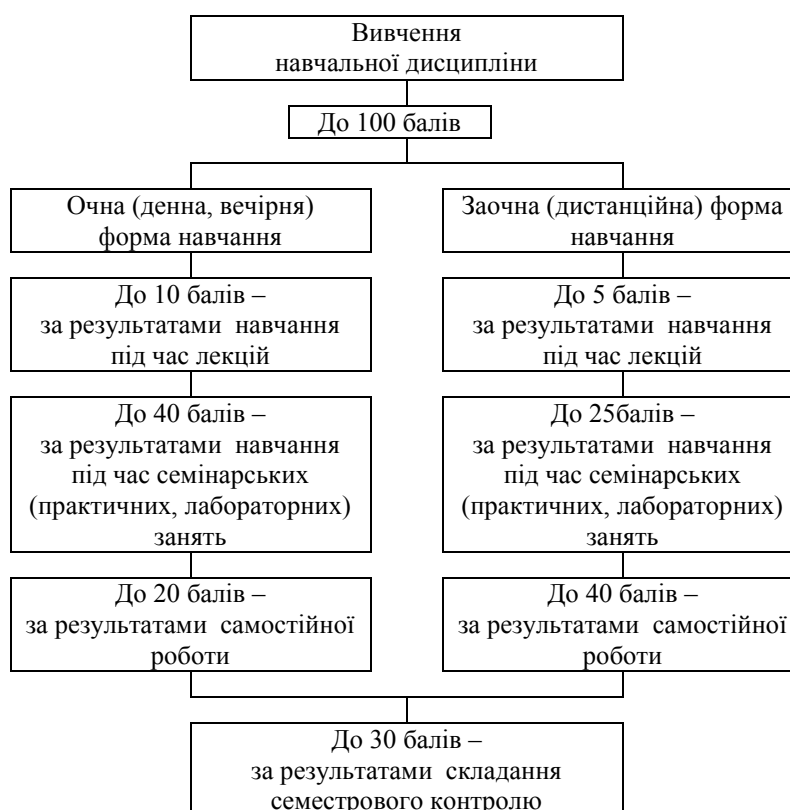 Вивчення
навчальної дисципліни
До 100 балів
Очна (денна, вечірня)
форма навчання
Заочна (дистанційна) форма
навчання
До 10 балів –
за результатами навчання
під час лекцій
До 5 балів –
за результатами навчання
під час лекцій
До 40 балів –
за результатами навчання
під час семінарських
(практичних, лабораторних)
занять
До 25балів –
за результатами навчання
під час семінарських
(практичних, лабораторних)
занять
До 20 балів –
за результатами самостійної
роботи
До 40 балів –
за результатами самостійної
роботи
До 30 балів –
за результатами складання
семестрового контролю